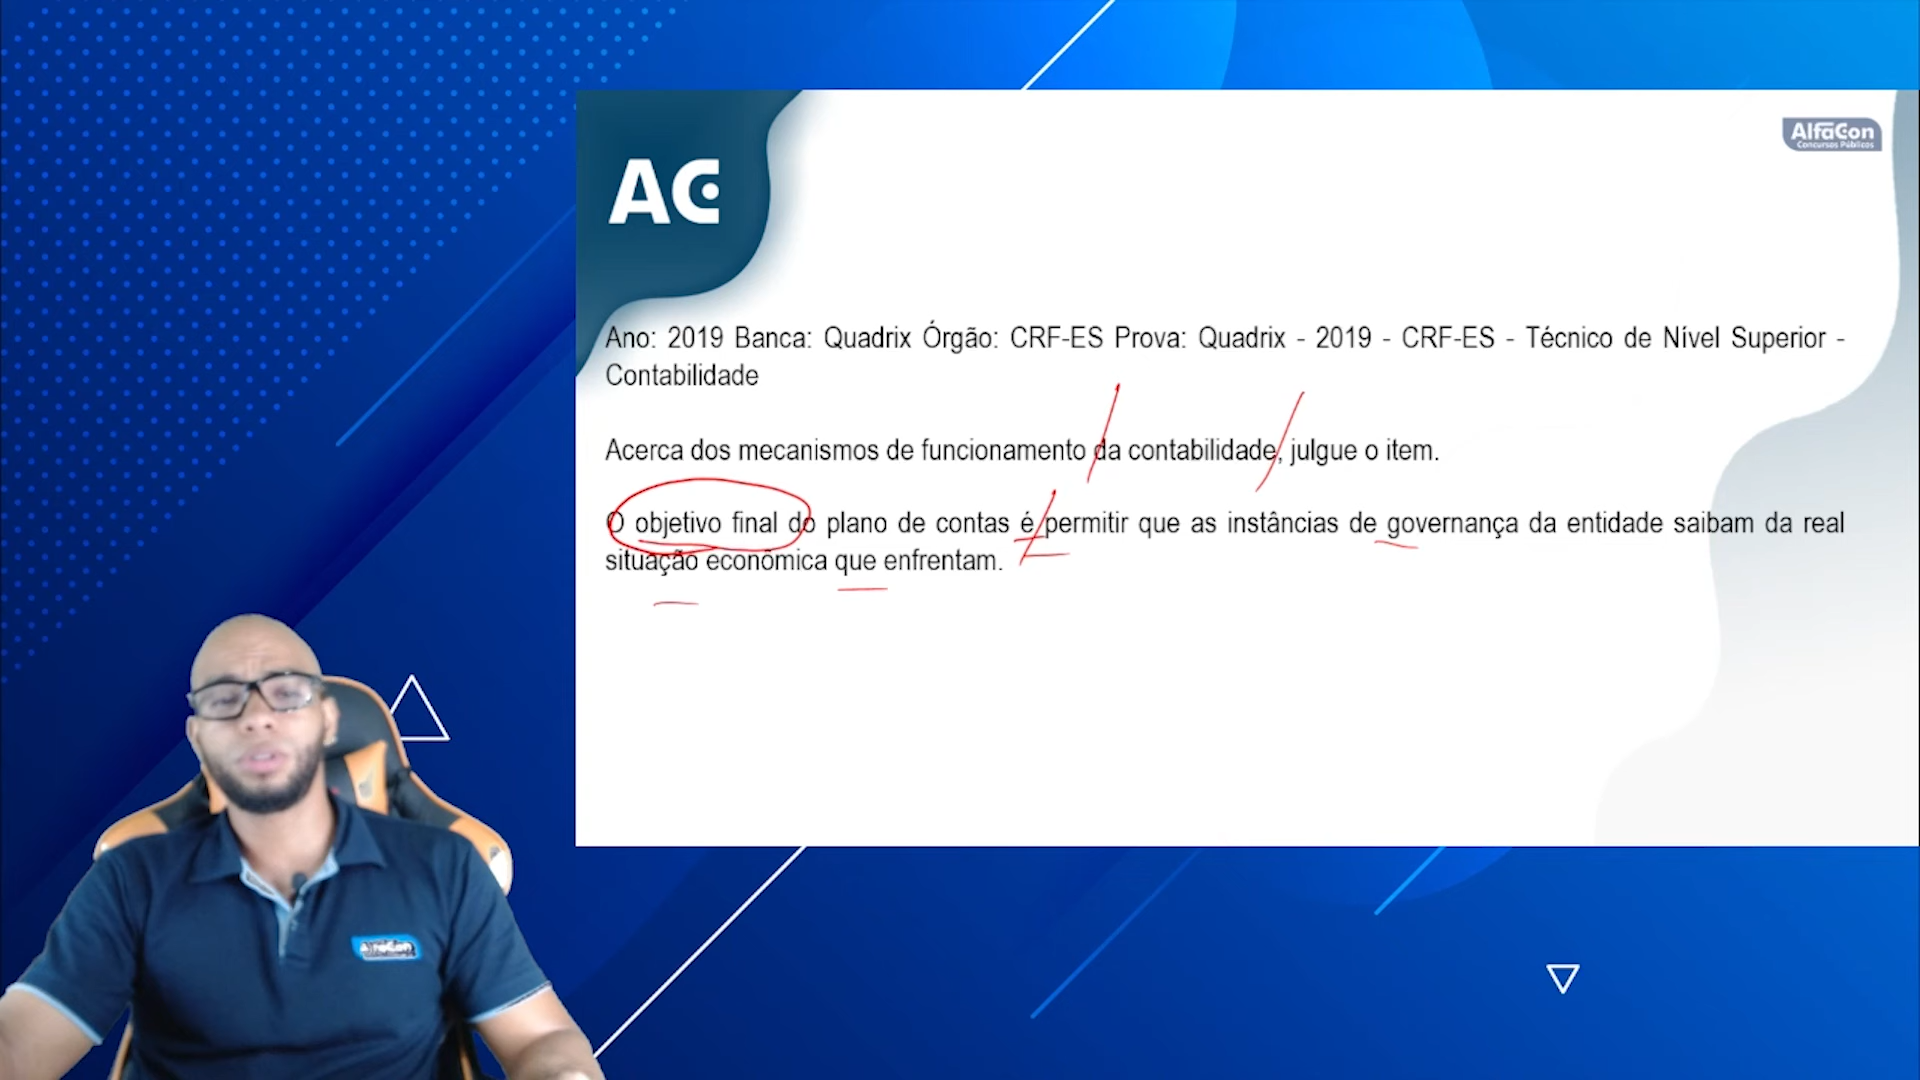 AC
AlfaCon
Concursos Públicos
Ano: 2019 Banca: Quadrix Órgão: CRF-ES Prova: Quadrix - 2019 - CRF-ES - Técnico de Nível Superior -
Contabilidade
Acerca dos mecanismos de funcionamento da contabilidade, julgue o item.
O objetivo final do plano de contas é permitir que as instâncias de governança da entidade saibam da real
situação econômica que enfrentam.
AlfaCon